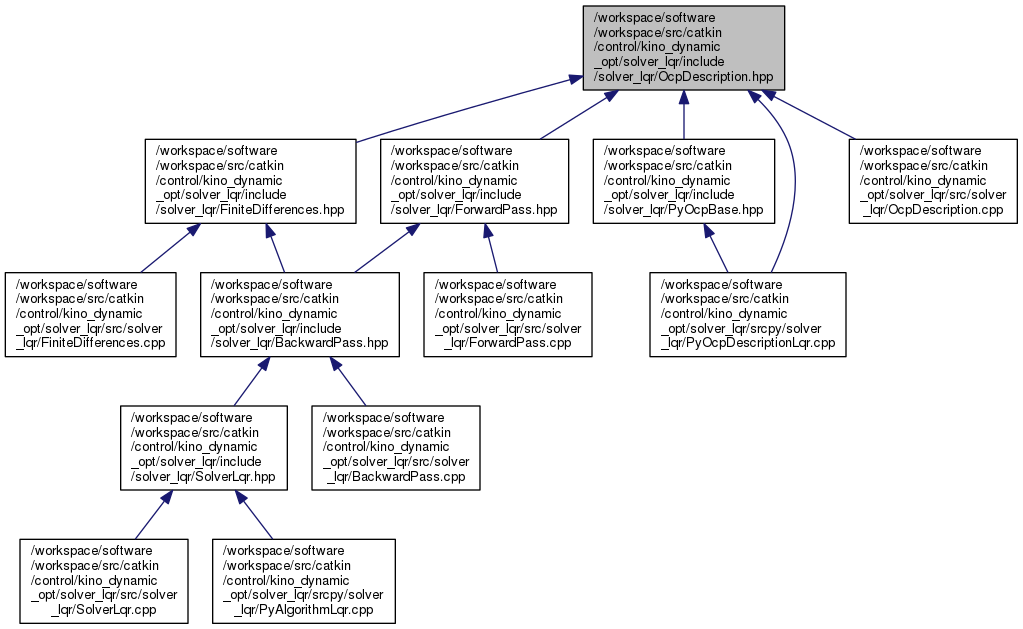 /workspace/software
/workspace/src/catkin
/control/kino_dynamic
_opt/solver_lqr/include
/solver_lqr/OcpDescription.hpp
/workspace/software
/workspace/src/catkin
/control/kino_dynamic
_opt/solver_lqr/include
/solver_lqr/FiniteDifferences.hpp
/workspace/software
/workspace/src/catkin
/control/kino_dynamic
_opt/solver_lqr/include
/solver_lqr/ForwardPass.hpp
/workspace/software
/workspace/src/catkin
/control/kino_dynamic
_opt/solver_lqr/include
/solver_lqr/PyOcpBase.hpp
/workspace/software
/workspace/src/catkin
/control/kino_dynamic
_opt/solver_lqr/src/solver
_lqr/OcpDescription.cpp
/workspace/software
/workspace/src/catkin
/control/kino_dynamic
_opt/solver_lqr/src/solver
_lqr/FiniteDifferences.cpp
/workspace/software
/workspace/src/catkin
/control/kino_dynamic
_opt/solver_lqr/include
/solver_lqr/BackwardPass.hpp
/workspace/software
/workspace/src/catkin
/control/kino_dynamic
_opt/solver_lqr/src/solver
_lqr/ForwardPass.cpp
/workspace/software
/workspace/src/catkin
/control/kino_dynamic
_opt/solver_lqr/srcpy/solver
_lqr/PyOcpDescriptionLqr.cpp
/workspace/software
/workspace/src/catkin
/control/kino_dynamic
_opt/solver_lqr/include
/solver_lqr/SolverLqr.hpp
/workspace/software
/workspace/src/catkin
/control/kino_dynamic
_opt/solver_lqr/src/solver
_lqr/BackwardPass.cpp
/workspace/software
/workspace/src/catkin
/control/kino_dynamic
_opt/solver_lqr/src/solver
_lqr/SolverLqr.cpp
/workspace/software
/workspace/src/catkin
/control/kino_dynamic
_opt/solver_lqr/srcpy/solver
_lqr/PyAlgorithmLqr.cpp